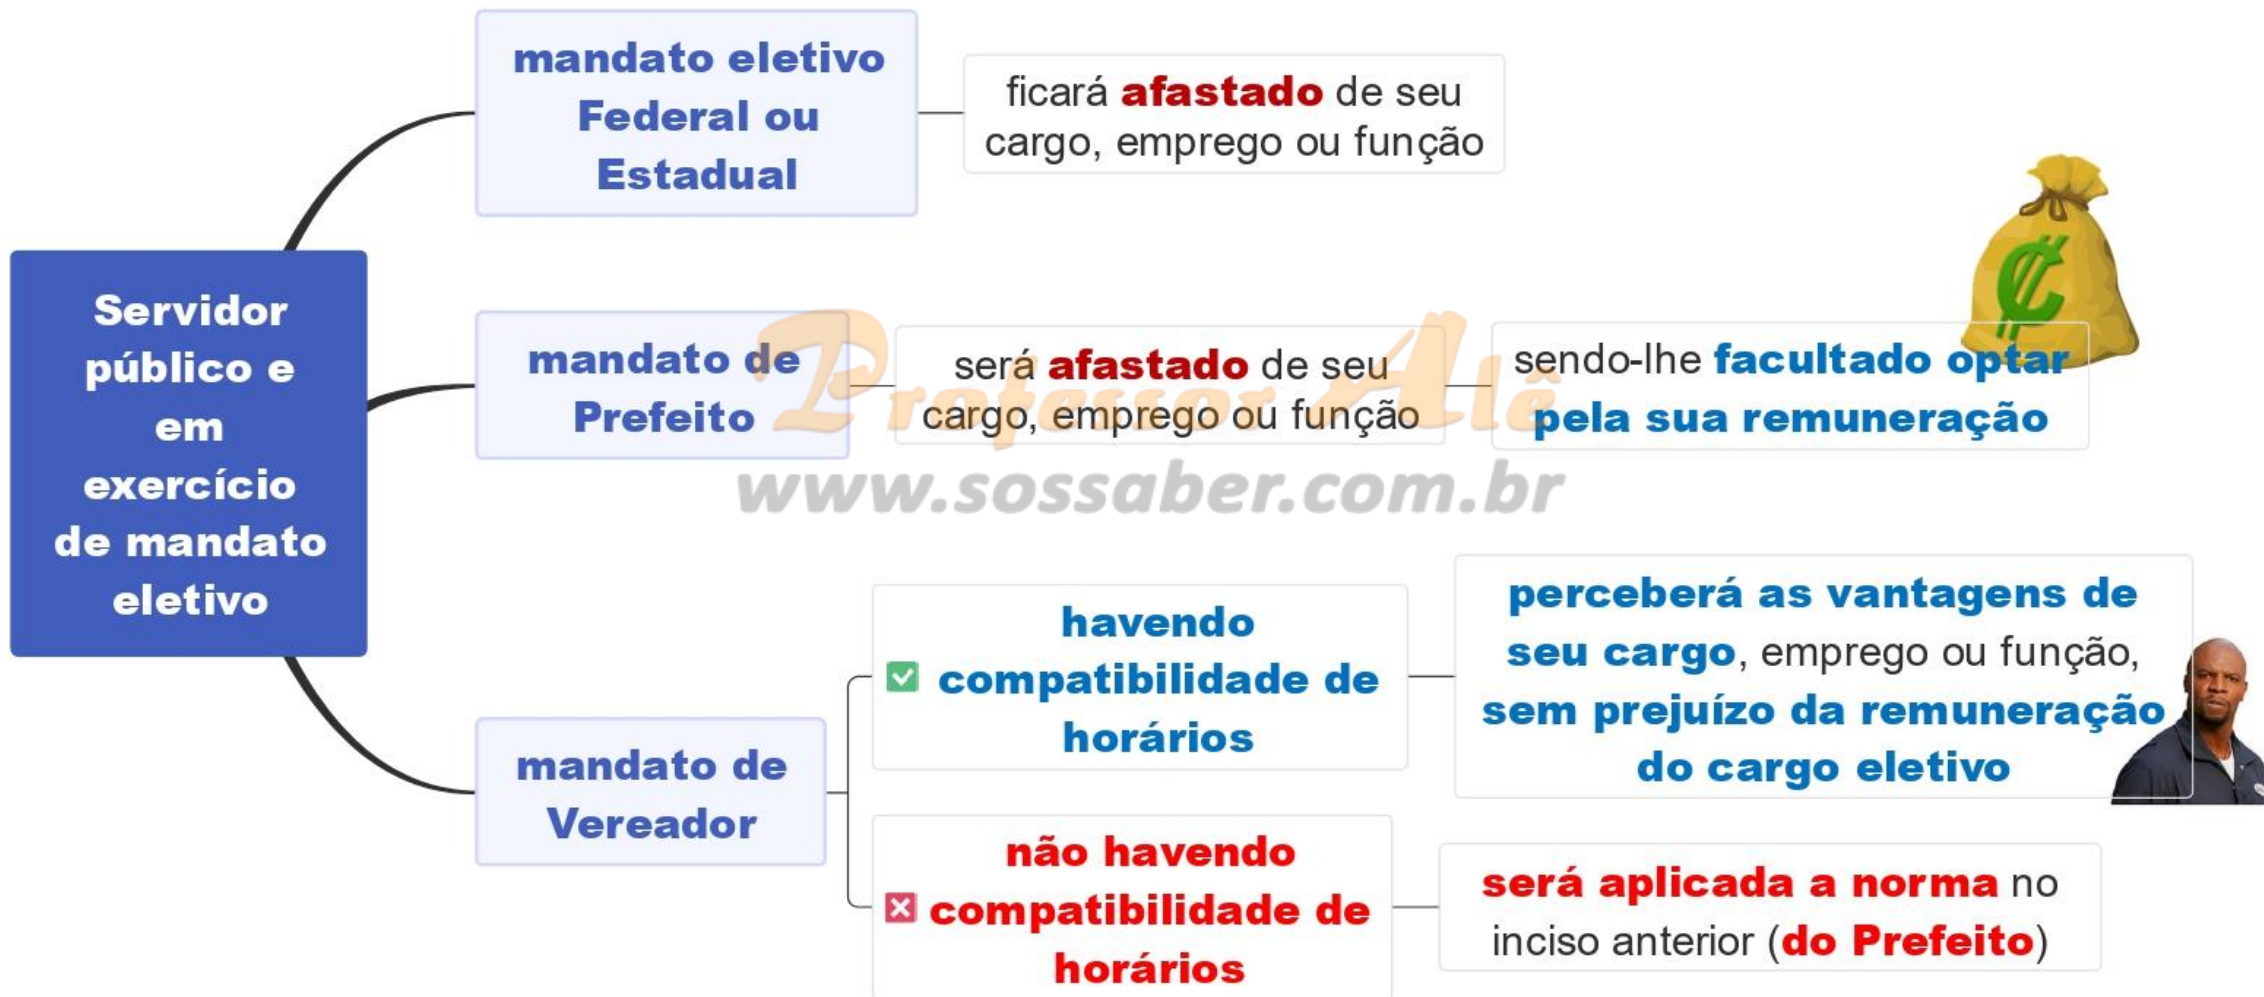 Servidor
público e
em
exercício
de mandato
eletivo
mandato eletivo
Federal ou
Estadual
ficará afastado de seu
cargo, emprego ou função
mandato de
Prefeito
será afastado de seu
cargo, emprego ou função
sendo-lhe facultado optar
pela sua remuneração
Professor Alê
www.sossaber.com.br
mandato de
Vereador
havendo
compatibilidade de
horários
perceberá as vantagens de
seu cargo, emprego ou função,
sem prejuízo da remuneração
do cargo eletivo
não havendo
compatibilidade de
horários
será aplicada a norma no
inciso anterior (do Prefeito)